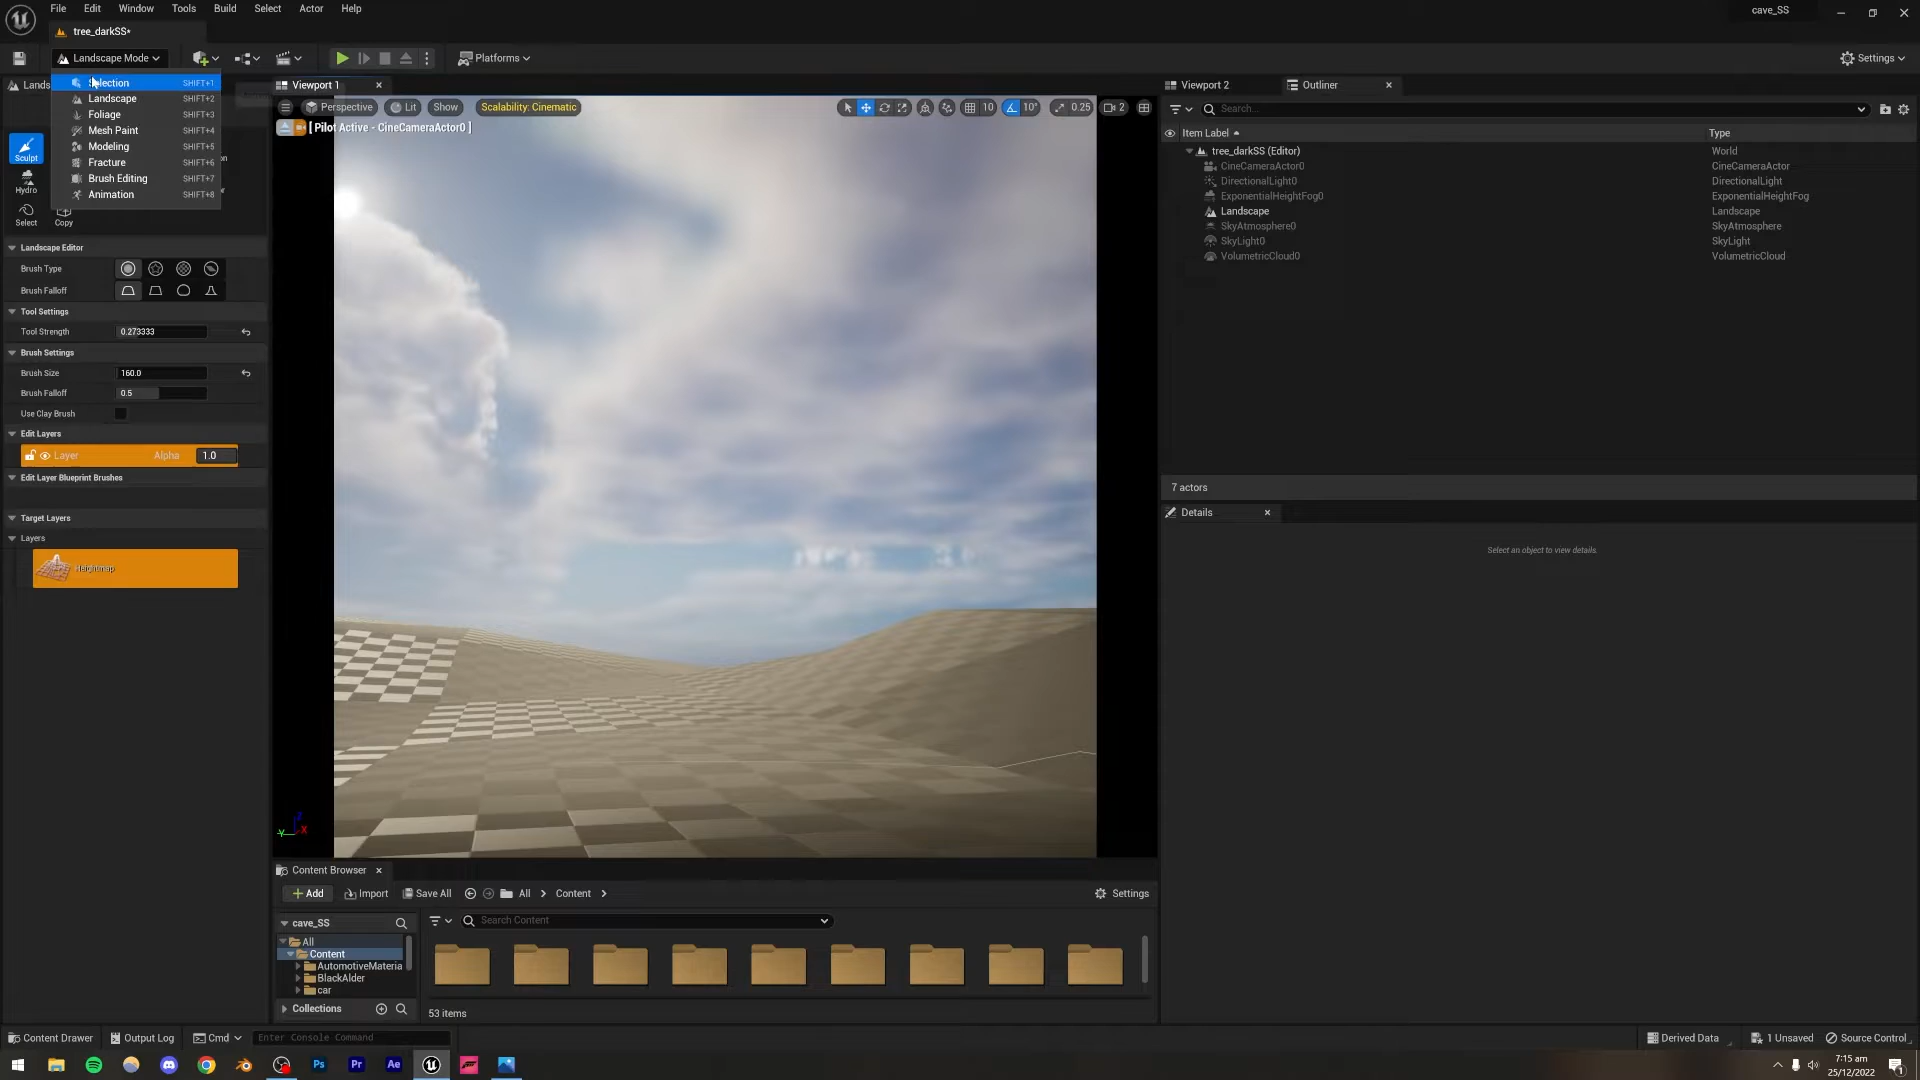 File Edit Window Tools Build Select Actor Help
cave_SS
tree_darkSS*
Landscape Mode
Platforms
Settings
Selection SHIFT+1
Landscape SHIFT+2
Foliage SHIFT+3
Mesh Paint SHIFT+4
Modeling SHIFT+5
Fracture SHIFT+6
Brush Editing SHIFT+7
Animation SHIFT+8
Lands
Sculpt
Hydro
Select Copy
Landscape Editor
Brush Type
Brush Falloff
Tool Settings
Tool Strength 0.273333
Brush Settings
Brush Size 160.0
Brush Falloff 0.5
Use Clay Brush
Edit Layers
Layer Alpha 1.0
Edit Layer Blueprint Brushes
Target Layers
Layers
Heightmap
Viewport 1
Perspective Lit Show Scalability: Cinematic
10 10° 0.25 2
[ Pilot Active - CineCameraActor0 ]
Content Browser
Add Import Save All All Content Settings
cave_SS
Search Content
All
Content
AutomotiveMateria
BlackAlder
car
Collections
53 items
Viewport 2 Outliner
Search...
Item Label Type
tree_darkSS (Editor) World
CineCameraActor0 CineCameraActor
DirectionalLight0 DirectionalLight
ExponentialHeightFog0 ExponentialHeightFog
Landscape Landscape
SkyAtmosphere0 SkyAtmosphere
SkyLight0 SkyLight
VolumetricCloud0 VolumetricCloud
7 actors
Details
Select an object to view details.
Content Drawer Output Log Cmd Enter Console Command
Derived Data 1 Unsaved Source Control
Ps Pr Ae
7:15 am
25/12/2022